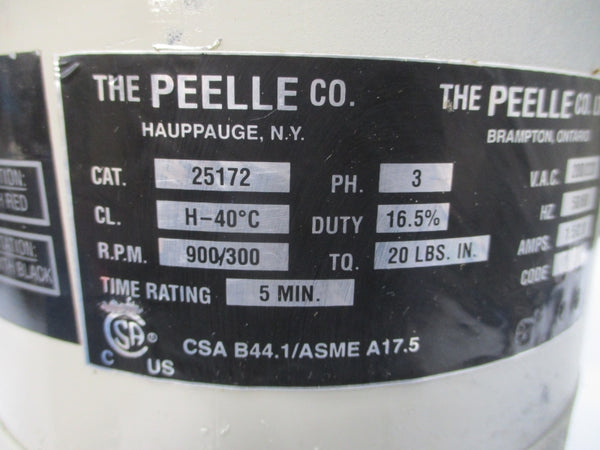 THE PEELLE CO.
HAUPPAUGE, N.Y.
THE PEELLE CO.
BRAMPTON, ONTARIO
CAT. 25172 PH. 3 V.A.C.
CL. H-40°C DUTY 16.5% HZ.
R.P.M. 900/300 TQ. 20 LBS. IN. AMPS.
TIME RATING 5 MIN. CODE
CSA®
C US
CSA B44.1/ASME A17.5
RED
BLACK